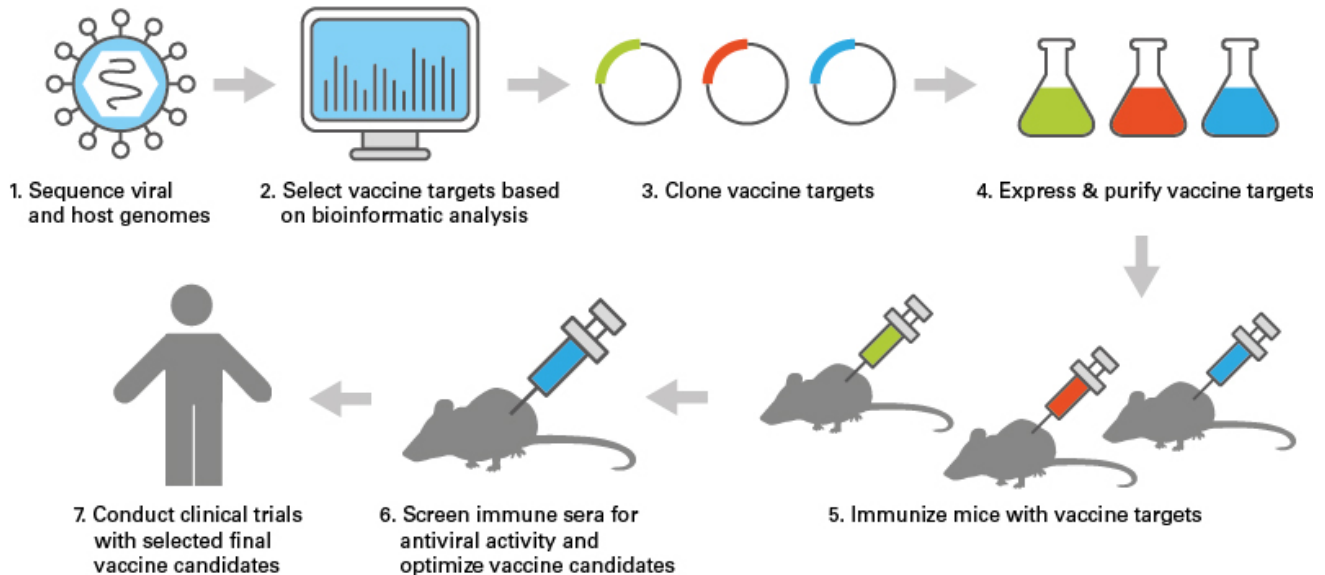 1. Sequence viral
and host genomes
2. Select vaccine targets based
on bioinformatic analysis
3. Clone vaccine targets
4. Express & purify vaccine targets
5. Immunize mice with vaccine targets
6. Screen immune sera for
antiviral activity and
optimize vaccine candidates
7. Conduct clinical trials
with selected final
vaccine candidates